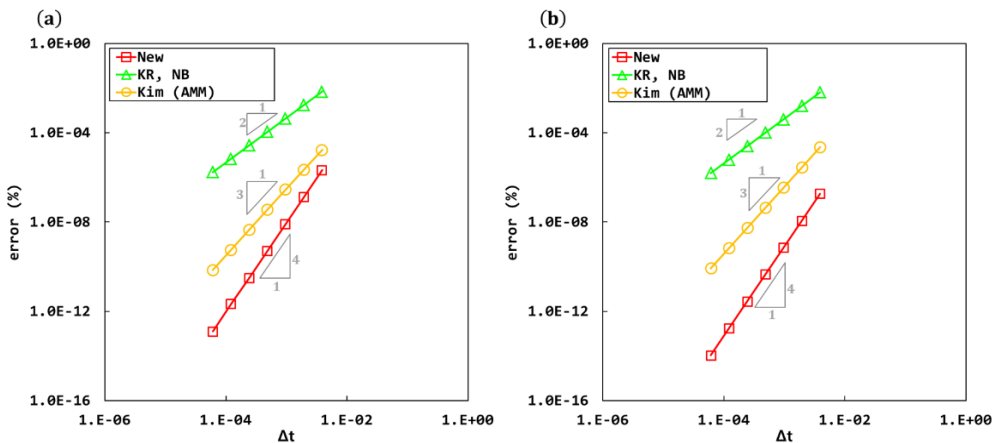 (a)
1.0E+00
New
KR, NB
Kim (AMM)
1.0E-04
1.0E-08
1.0E-12
1.0E-16
error (%)
1
2
1
3
4
1
1.E-06
1.E-04
1.E-02
1.E+00
Δt
(b)
1.0E+00
New
KR, NB
Kim (AMM)
1.0E-04
1.0E-08
1.0E-12
1.0E-16
error (%)
1
2
1
3
4
1
1.E-06
1.E-04
1.E-02
1.E+00
Δt